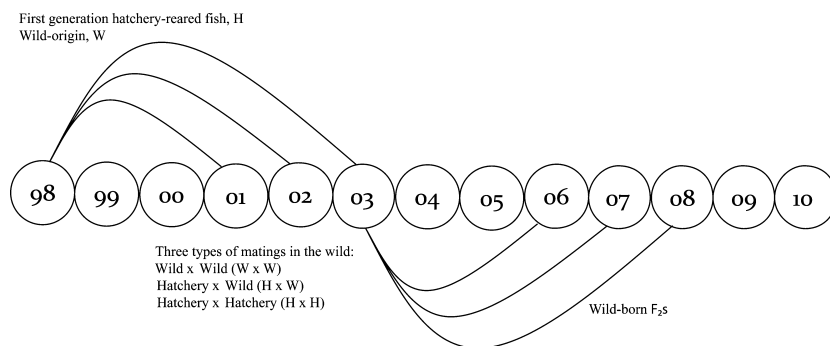 First generation hatchery-reared fish, H
Wild-origin, W
98 99 00 01 02 03 04 05 06 07 08 09 10
Three types of matings in the wild:
Wild x Wild (W x W)
Hatchery x Wild (H x W)
Hatchery x Hatchery (H x H)
Wild-born F₂s